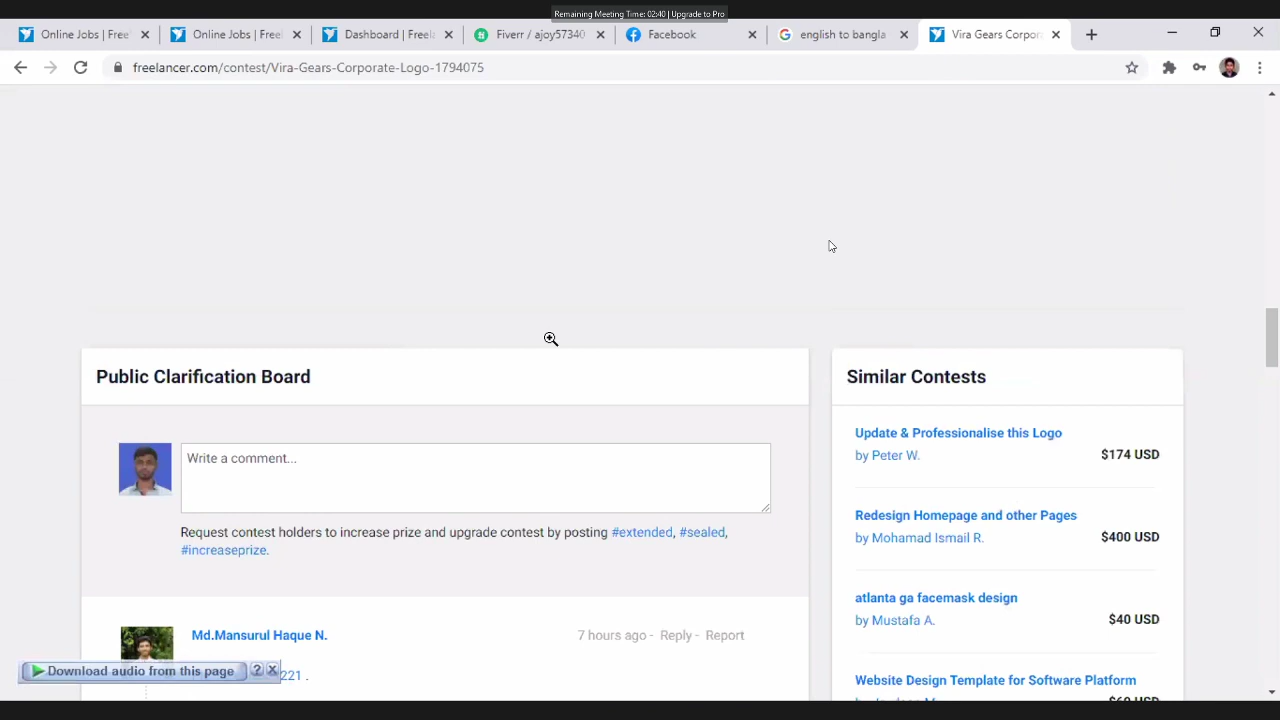 Remaining Meeting Time: 02:40 | Upgrade to Pro
Online Jobs | Free
Online Jobs | Free
Dashboard | Freela
Fiverr / ajoy57340
Facebook
english to bangla
Vira Gears Corpor
freelancer.com/contest/Vira-Gears-Corporate-Logo-1794075
Public Clarification Board
Write a comment...
Request contest holders to increase prize and upgrade contest by posting #extended, #sealed,
#increaseprize.
Md.Mansurul Haque N.
7 hours ago - Reply - Report
221 .
Download audio from this page
?
Similar Contests
Update & Professionalise this Logo
by Peter W.
$174 USD
Redesign Homepage and other Pages
by Mohamad Ismail R.
$400 USD
atlanta ga facemask design
by Mustafa A.
$40 USD
Website Design Template for Software Platform